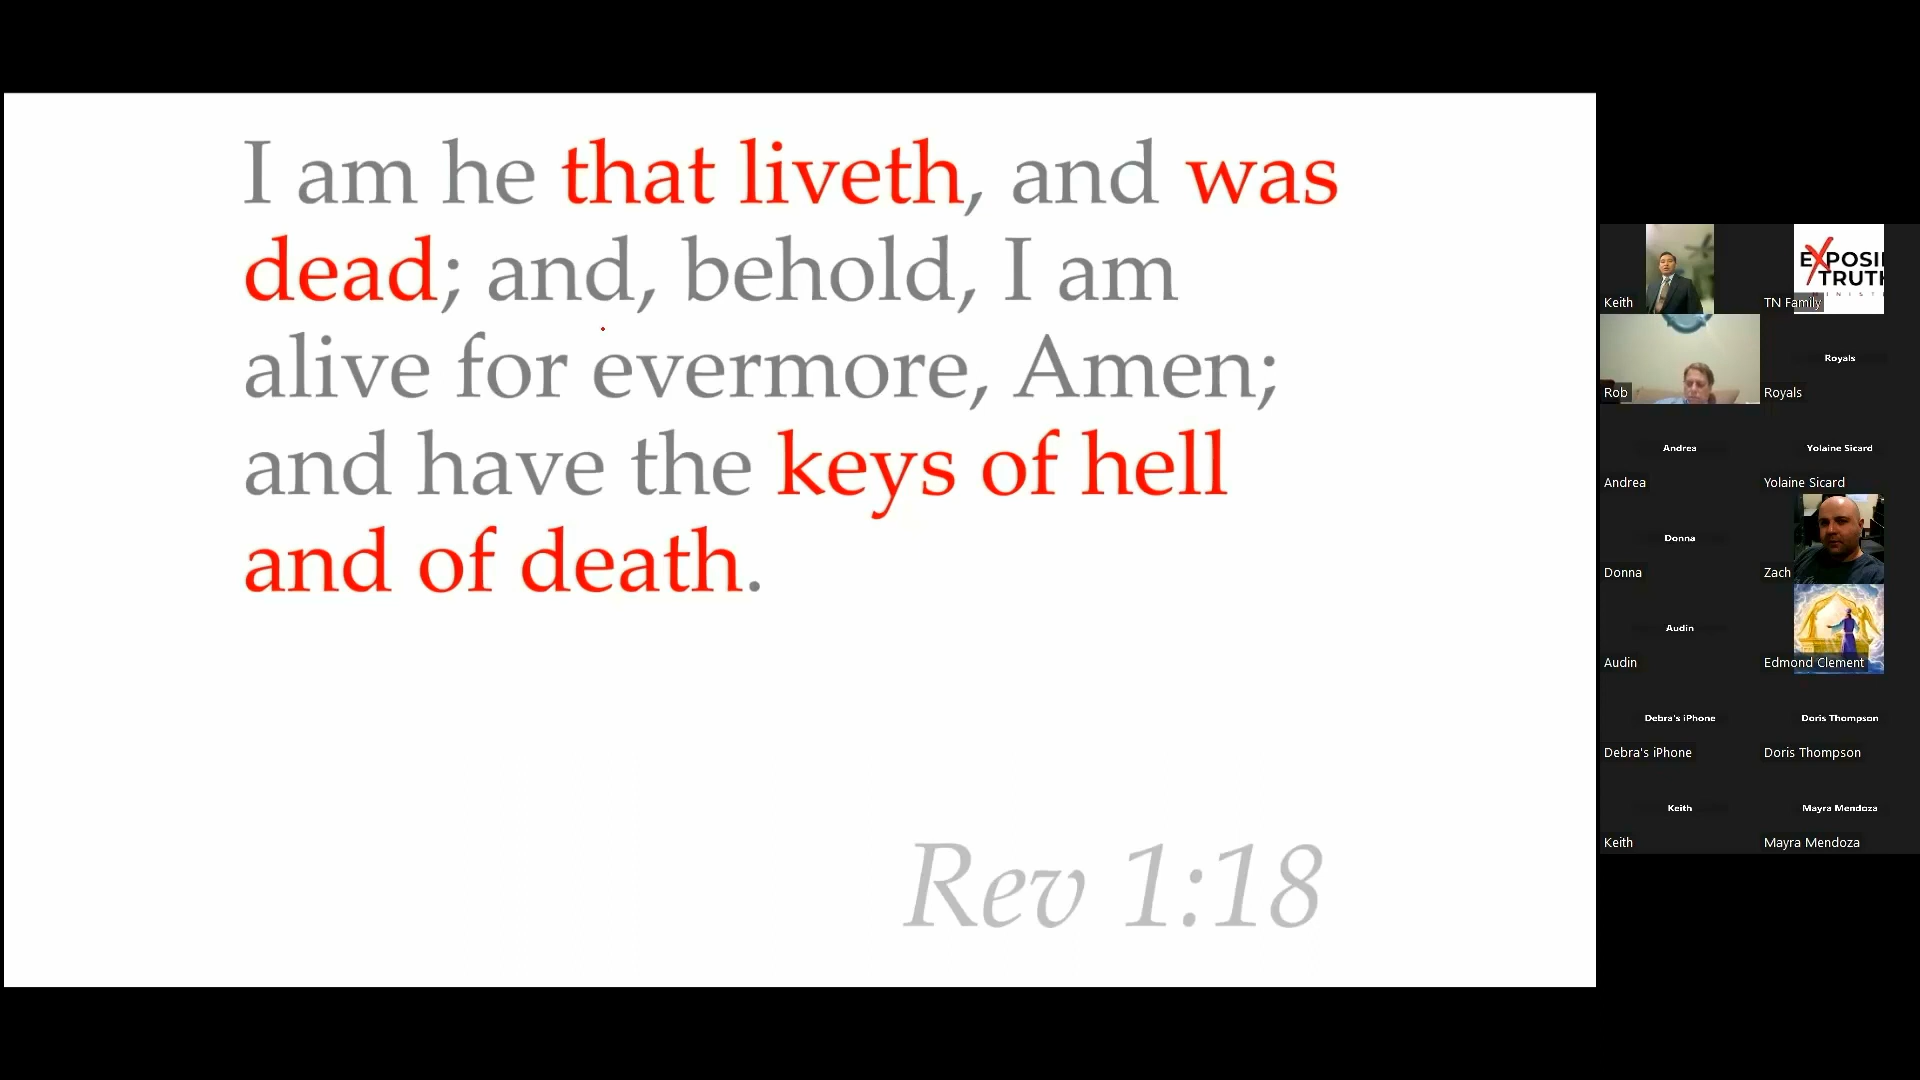 I am he that liveth, and was
dead; and, behold, I am
alive for evermore, Amen;
and have the keys of hell
and of death.
Rev 1:18
Keith
EXPOSI
TRUTH
TN Family
Rob
Royals
Royals
Andrea
Andrea
Yolaine Sicard
Yolaine Sicard
Donna
Donna
Zach
Audin
Audin
Edmond Clement
Debra's iPhone
Debra's iPhone
Doris Thompson
Doris Thompson
Keith
Keith
Mayra Mendoza
Mayra Mendoza